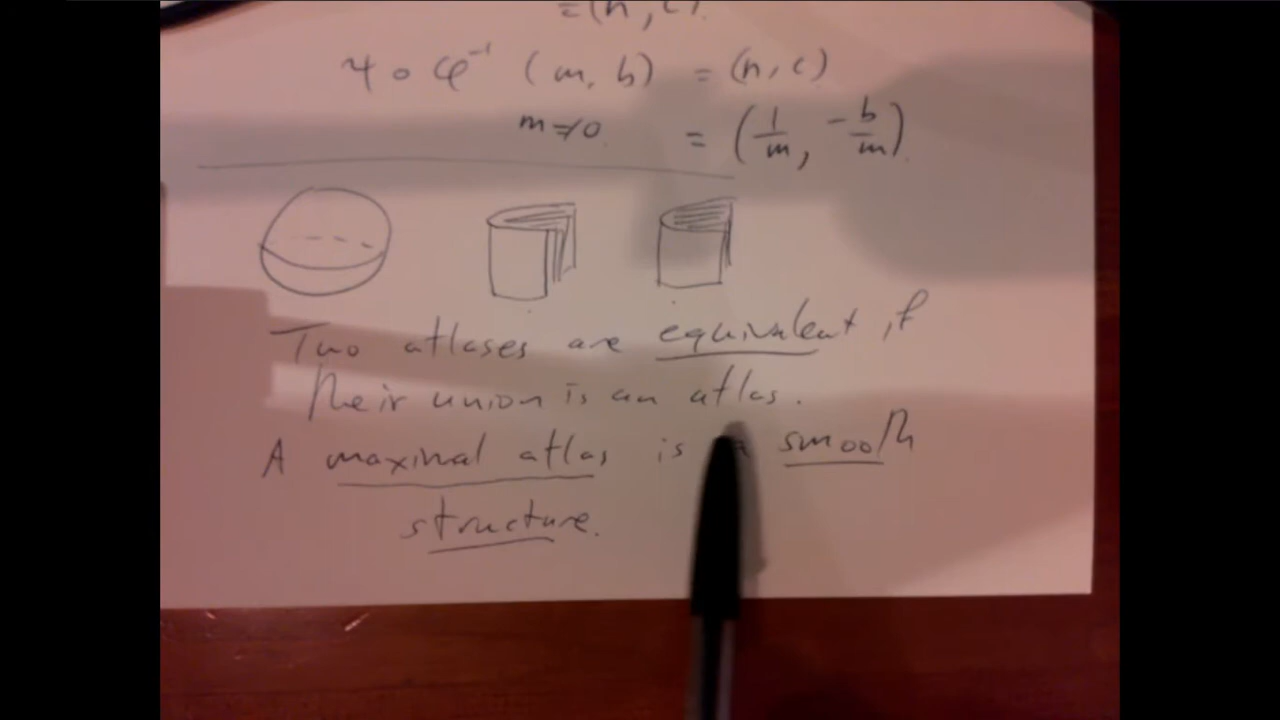 = (n, c).
ψ ∘ φ⁻¹ (m, b) = (n, c)
m ≠ 0. = (1/m, -b/m).
Two atlases are equivalent if
their union is an atlas.
A maximal atlas is a smooth
structure.